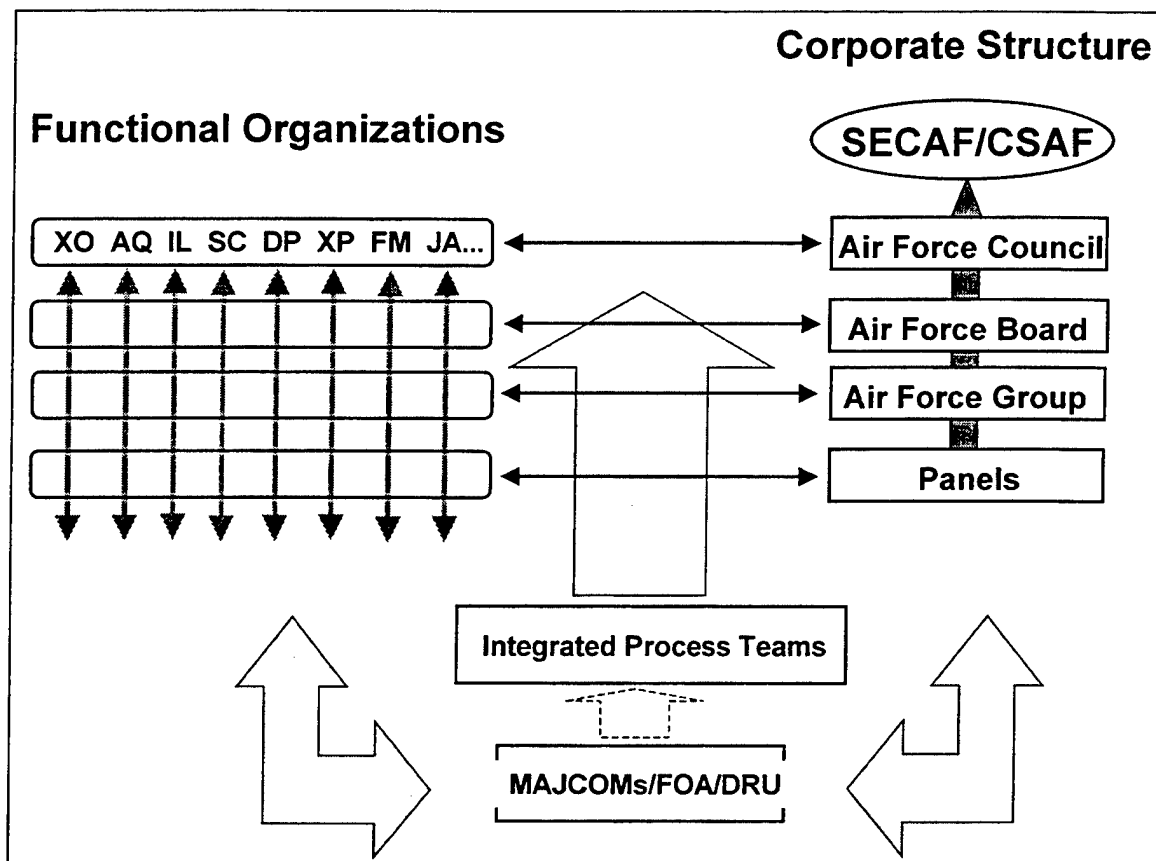 Corporate Structure
Functional Organizations
SECAF/CSAF
XO AQ IL SC DP XP FM JA...
Air Force Council
Air Force Board
Air Force Group
Panels
Integrated Process Teams
MAJCOMs/FOA/DRU